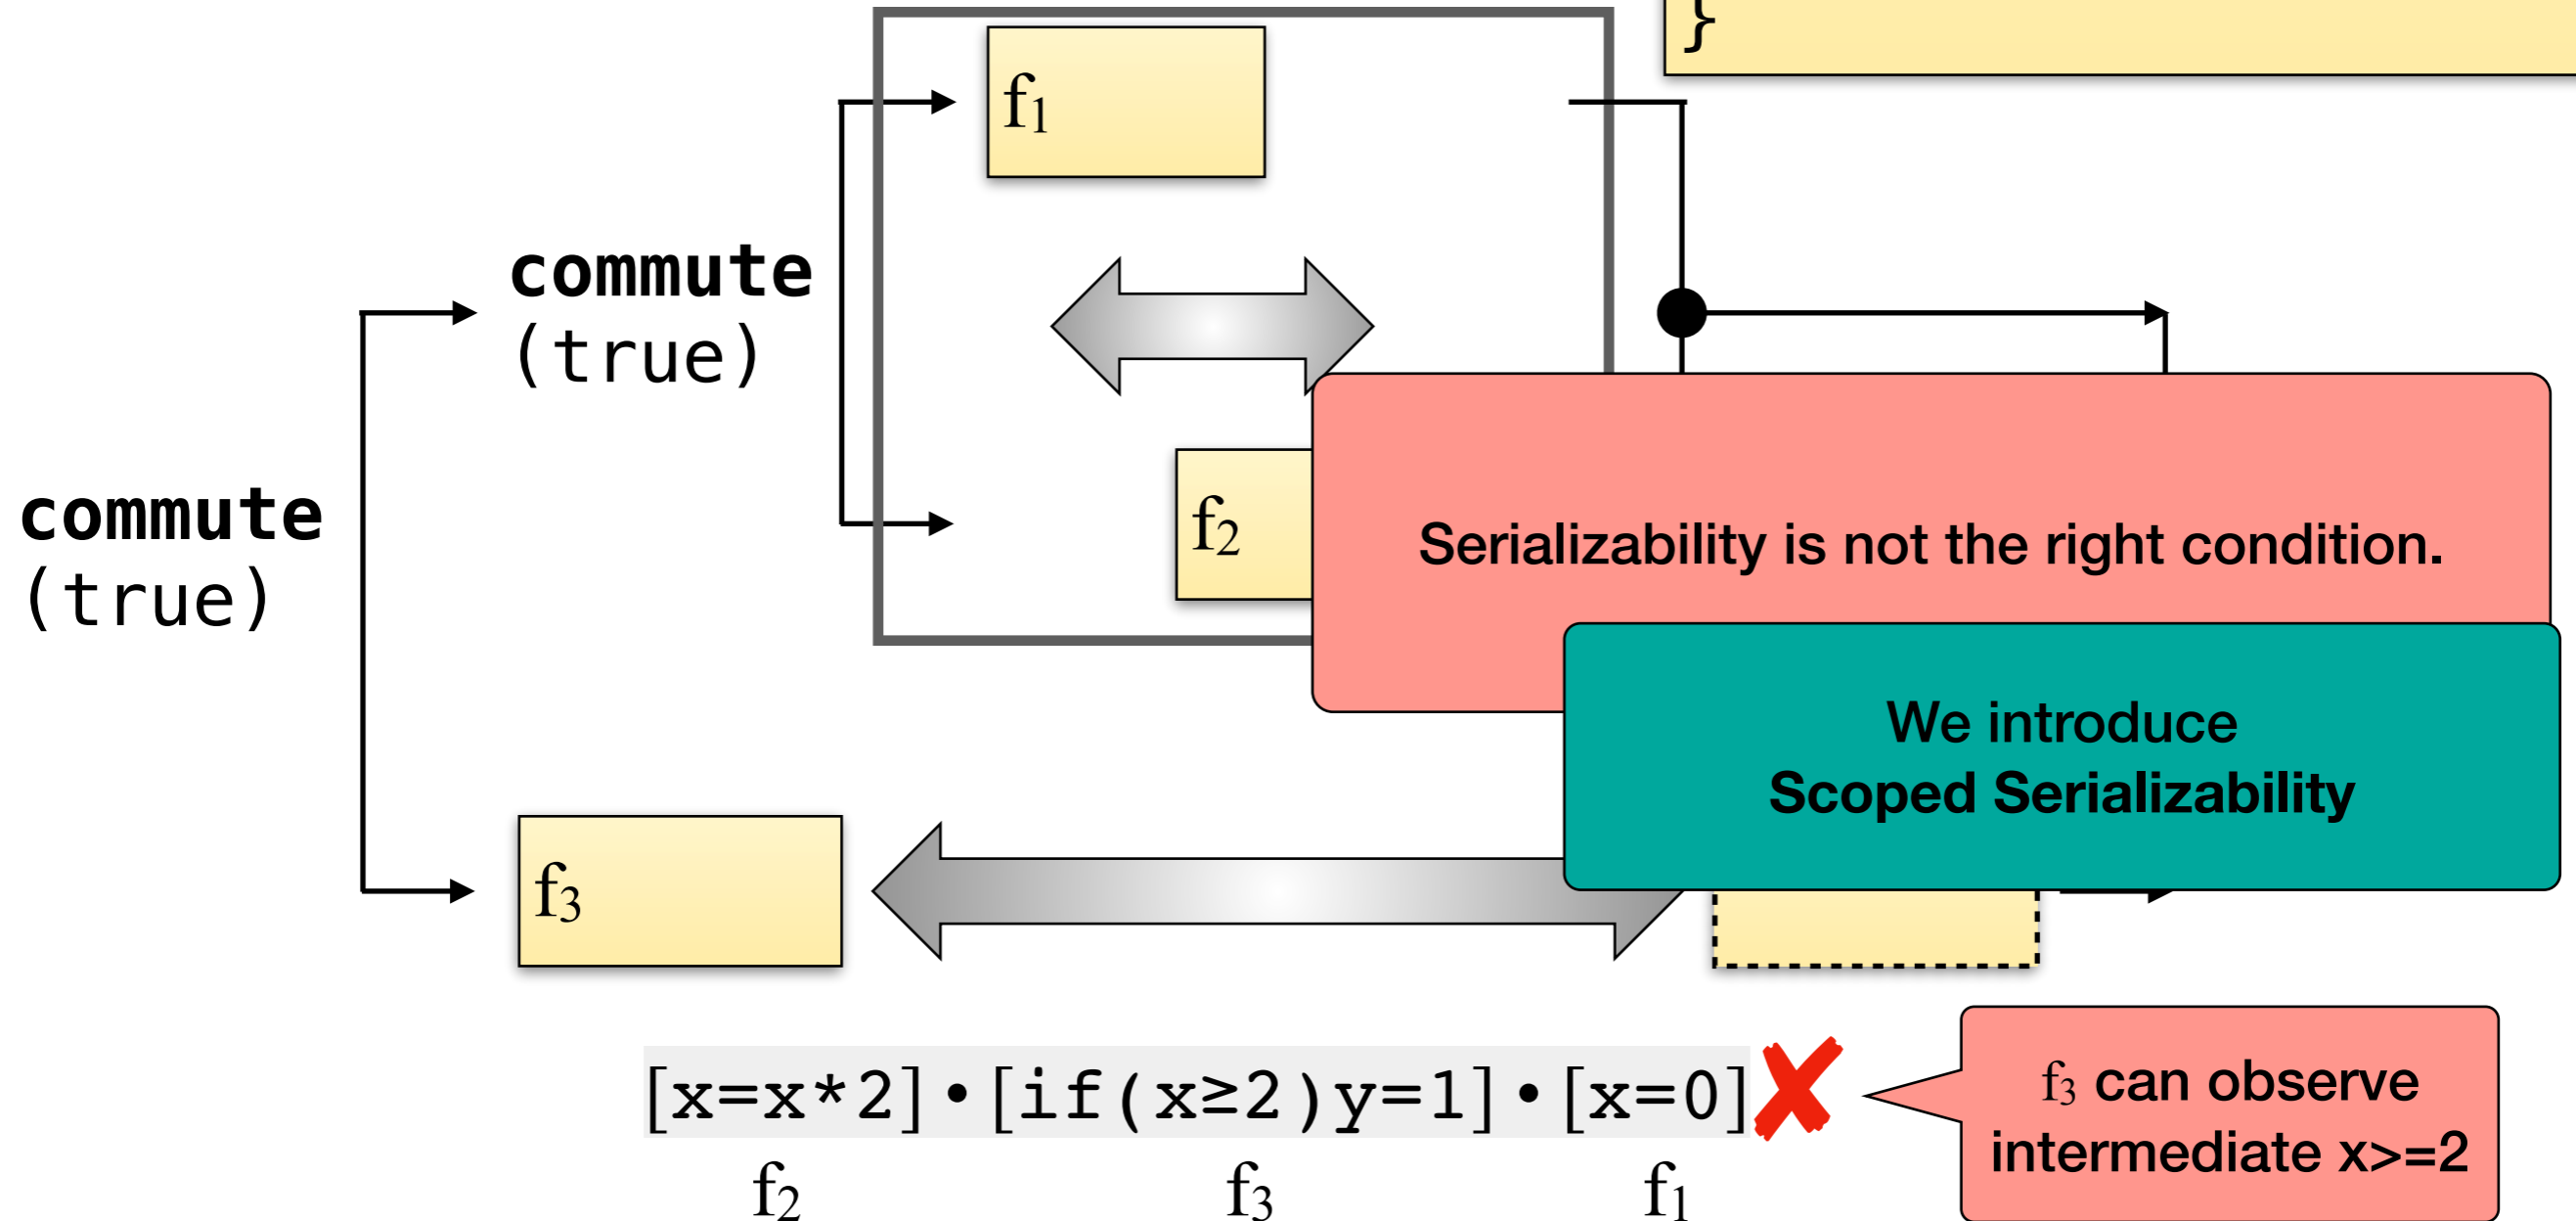 }
f₁
commute
(true)
commute
(true)
f₂
Serializability is not the right condition.
We introduce
Scoped Serializability
f₃
[x=x*2]•[if(x≥2)y=1]•[x=0]
f₂ f₃ f₁
f₃ can observe
intermediate x>=2